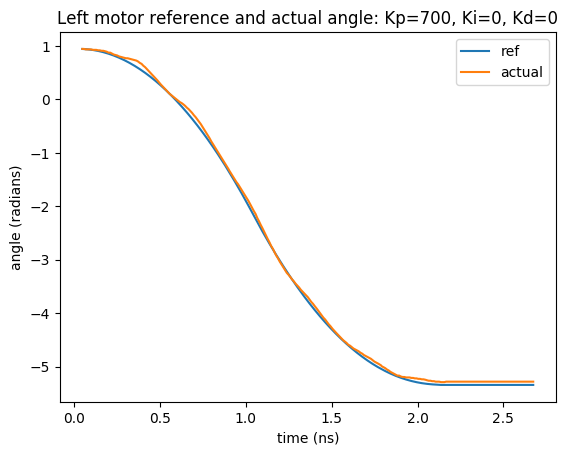 Left motor reference and actual angle: Kp=700, Ki=0, Kd=0
ref
actual
1
0
−1
−2
−3
−4
−5
angle (radians)
0.0 0.5 1.0 1.5 2.0 2.5
time (ns)